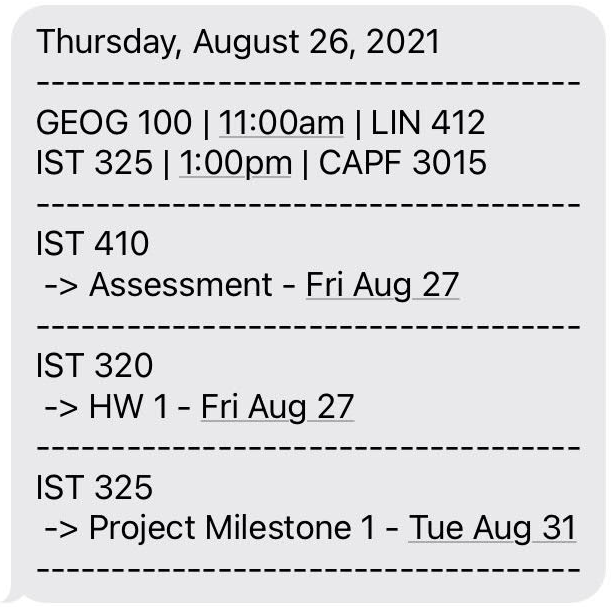 Thursday, August 26, 2021
------------------------------------
GEOG 100 | 11:00am | LIN 412
IST 325 | 1:00pm | CAPF 3015
------------------------------------
IST 410
-> Assessment - Fri Aug 27
------------------------------------
IST 320
-> HW 1 - Fri Aug 27
------------------------------------
IST 325
-> Project Milestone 1 - Tue Aug 31
------------------------------------